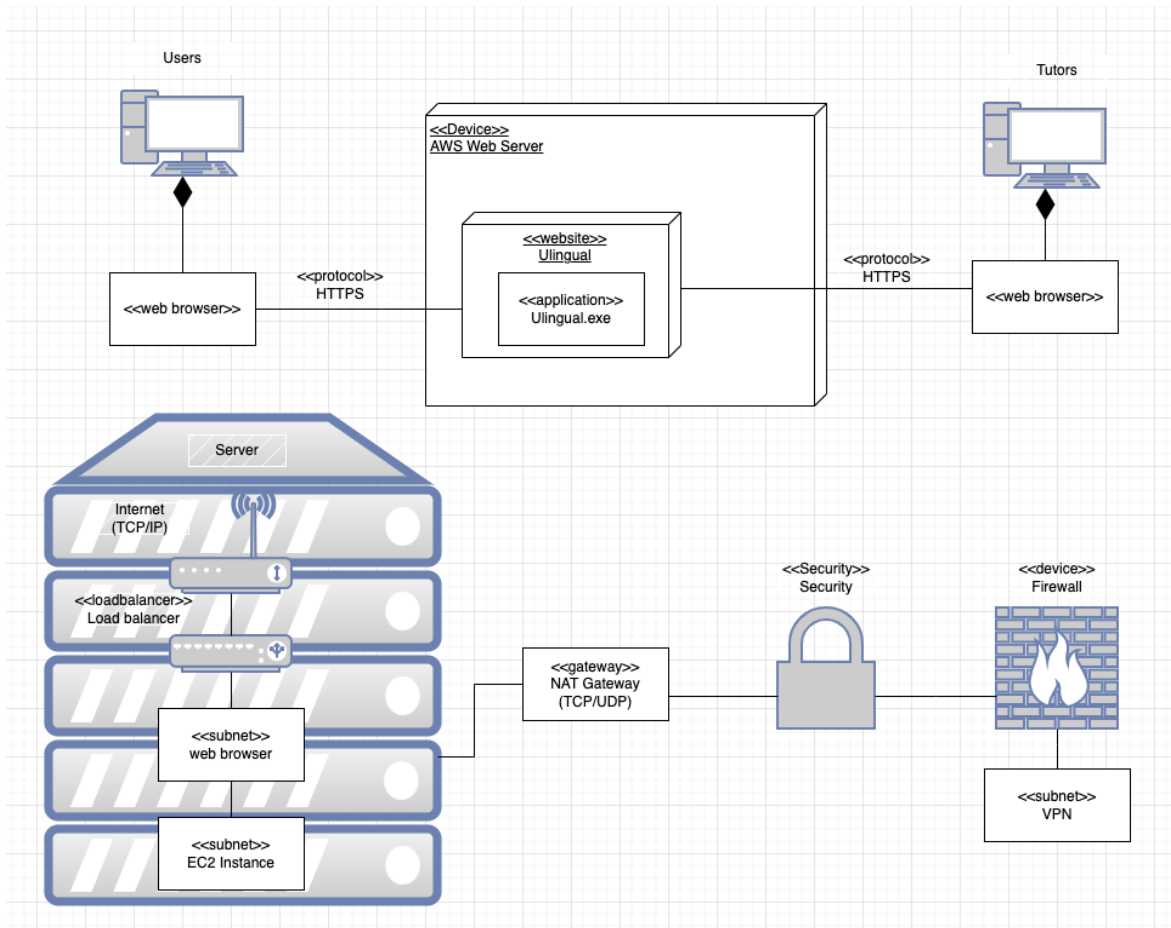 Users
Tutors
<<Device>>
AWS Web Server
<<website>>
Ulingual
<<protocol>>
HTTPS
<<application>>
Ulingual.exe
<<protocol>>
HTTPS
<<web browser>>
<<web browser>>
Server
Internet
(TCP/IP)
<<loadbalancer>>
Load balancer
<<subnet>>
web browser
<<subnet>>
EC2 Instance
<<gateway>>
NAT Gateway
(TCP/UDP)
<<Security>>
Security
<<device>>
Firewall
<<subnet>>
VPN